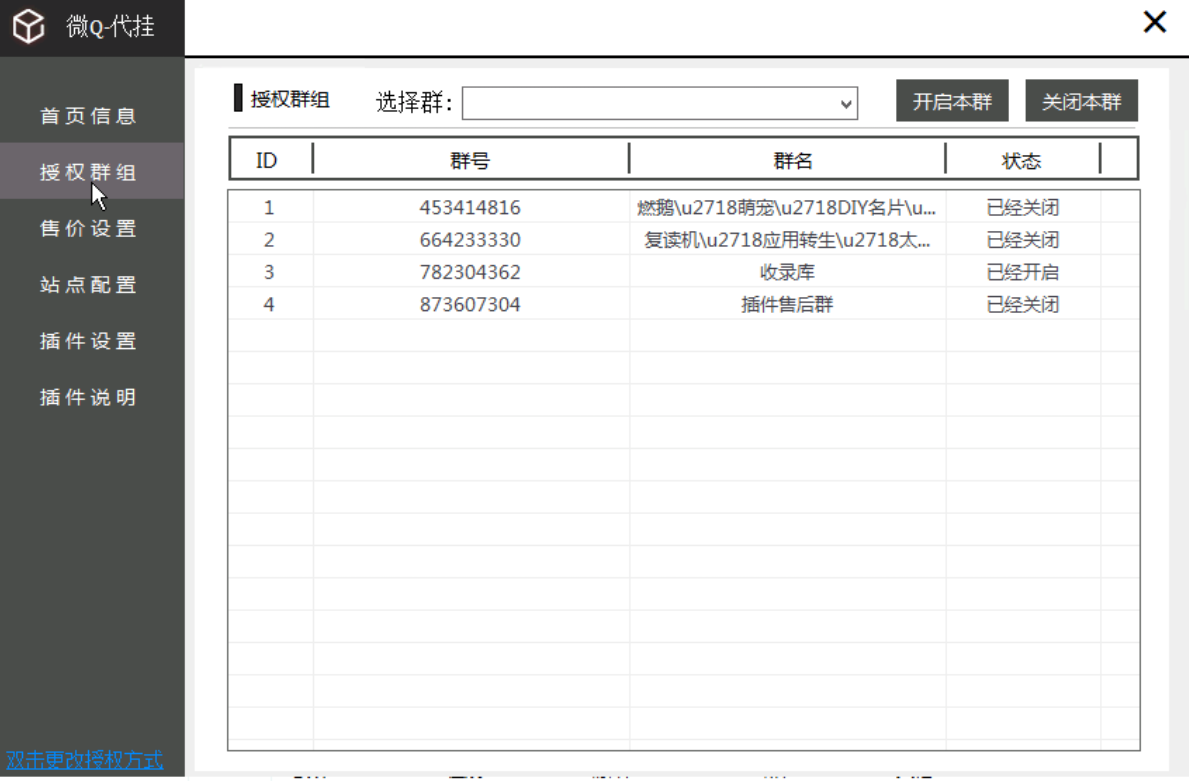 微Q-代挂
首页信息
授权群组
售价设置
站点配置
插件设置
插件说明
双击更改授权方式
授权群组 选择群: 开启本群 关闭本群
ID 群号 群名 状态
1 453414816 燃鹅\u2718萌宠\u2718DIY名片\u... 已经关闭
2 664233330 复读机\u2718应用转生\u2718太... 已经关闭
3 782304362 收录库 已经开启
4 873607304 插件售后群 已经关闭